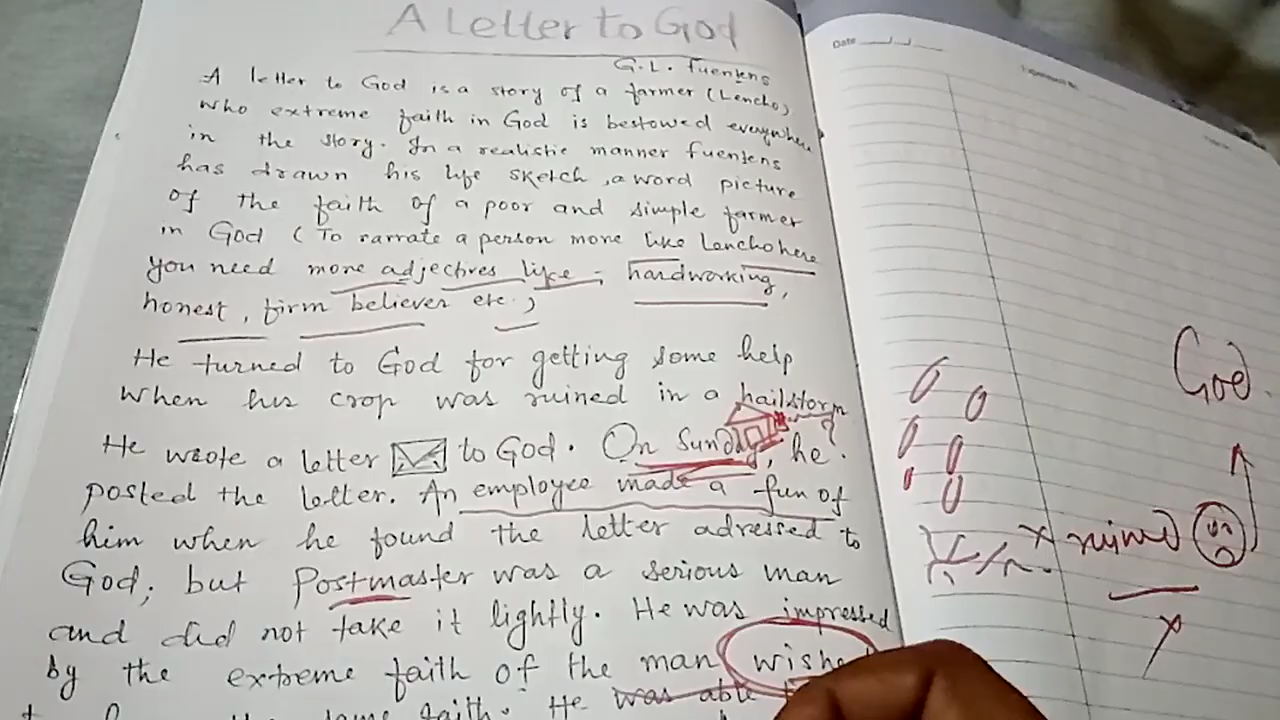 A Letter to God
G.L. Fuentens
A letter to God is a story of a farmer (Lencho)
who extreme faith in God is bestowed everywhere
in the story. In a realistic manner fuentens
has drawn his life sketch, a word picture
of the faith of a poor and simple farmer
in God ( To narrate a person more like Lencho here
you need more adjectives like - hardworking,
honest, firm believer etc.)
He turned to God for getting some help
when his crop was ruined in a hailstorm
He wrote a letter to God. On Sunday, he
posted the letter. An employee made a fun of
him when he found the letter adressed to
God; but Postmaster was a serious man
and did not take it lightly. He was impressed
by the extreme faith of the man
faith. He was able
Date
God
ruined